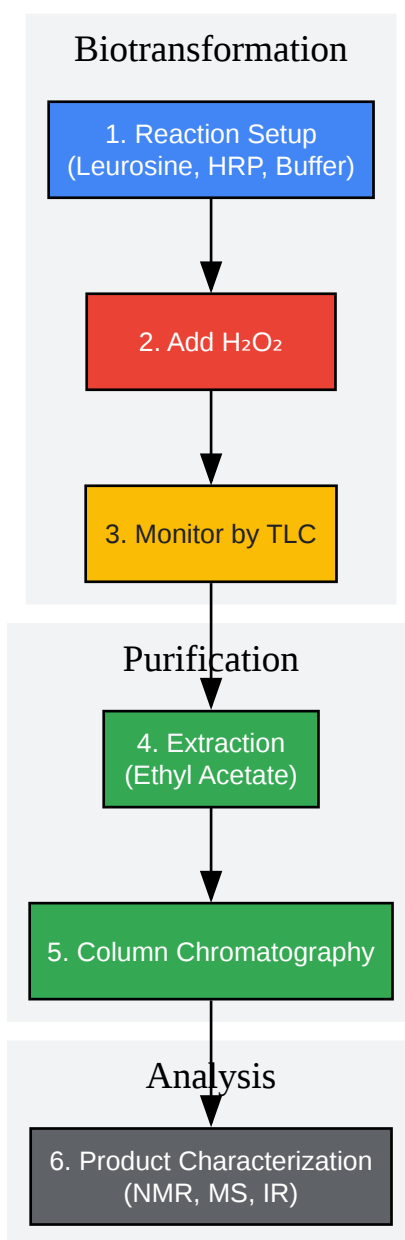 Biotransformation
1. Reaction Setup
(Leurosine, HRP, Buffer)
2. Add H₂O₂
3. Monitor by TLC
Purification
4. Extraction
(Ethyl Acetate)
5. Column Chromatography
Analysis
6. Product Characterization
(NMR, MS, IR)